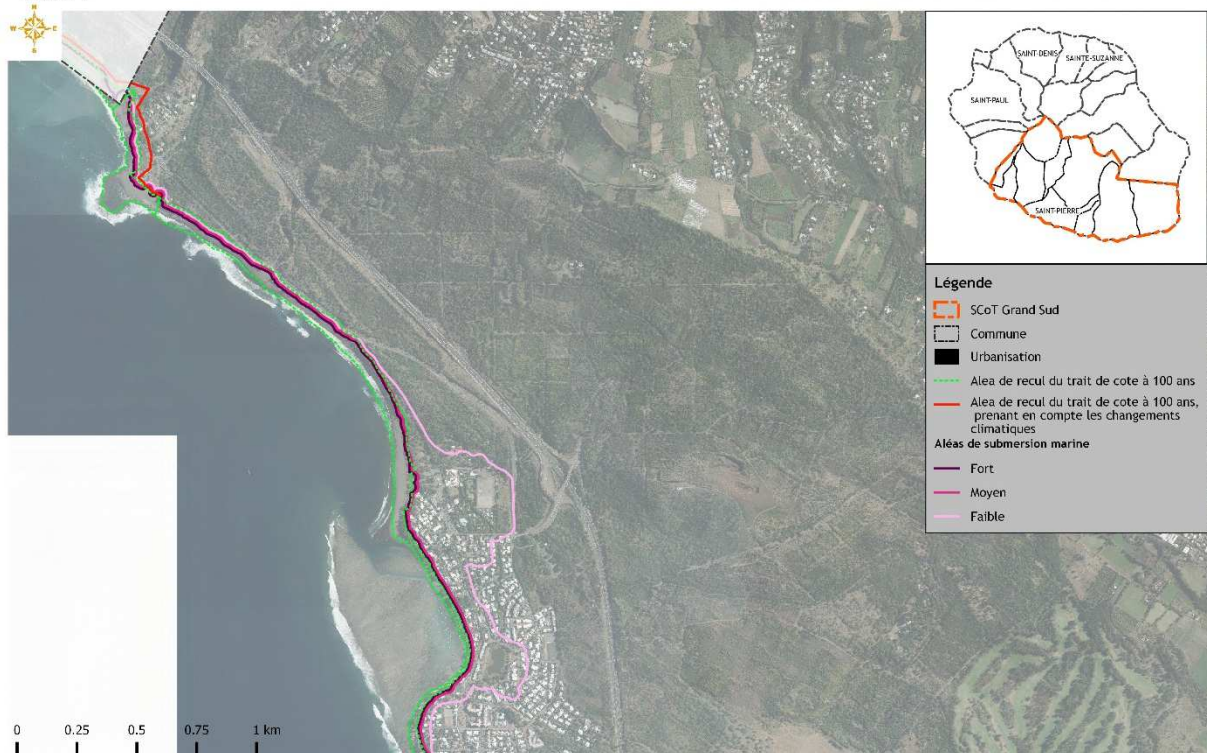 N
W
E
S
SAINT-DENIS
SAINTE-SUZANNE
SAINT-PAUL
SAINT-PIERRE
Légende
SCoT Grand Sud
Commune
Urbanisation
Alea de recul du trait de cote à 100 ans
Alea de recul du trait de cote à 100 ans,
prenant en compte les changements
climatiques
Aléas de submersion marine
Fort
Moyen
Faible
0 0.25 0.5 0.75 1 km